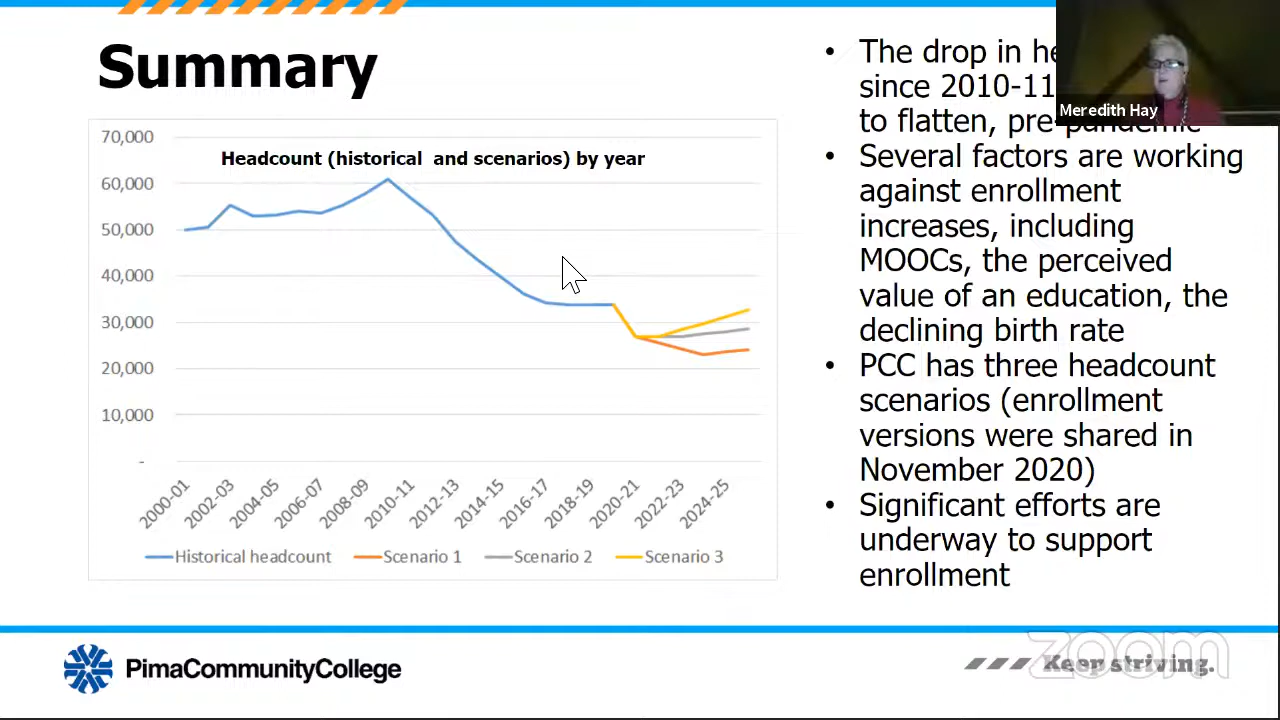 Summary
Headcount (historical and scenarios) by year
70,000
60,000
50,000
40,000
30,000
20,000
10,000
-
2000-01
2002-03
2004-05
2006-07
2008-09
2010-11
2012-13
2014-15
2016-17
2018-19
2020-21
2022-23
2024-25
Historical headcount
Scenario 1
Scenario 2
Scenario 3
• The drop in
since 2010-11
to flatten, pre-pandemic
• Several factors are working
against enrollment
increases, including
MOOCs, the perceived
value of an education, the
declining birth rate
• PCC has three headcount
scenarios (enrollment
versions were shared in
November 2020)
• Significant efforts are
underway to support
enrollment
Meredith Hay
PimaCommunityCollege
Keep striving.
zoom